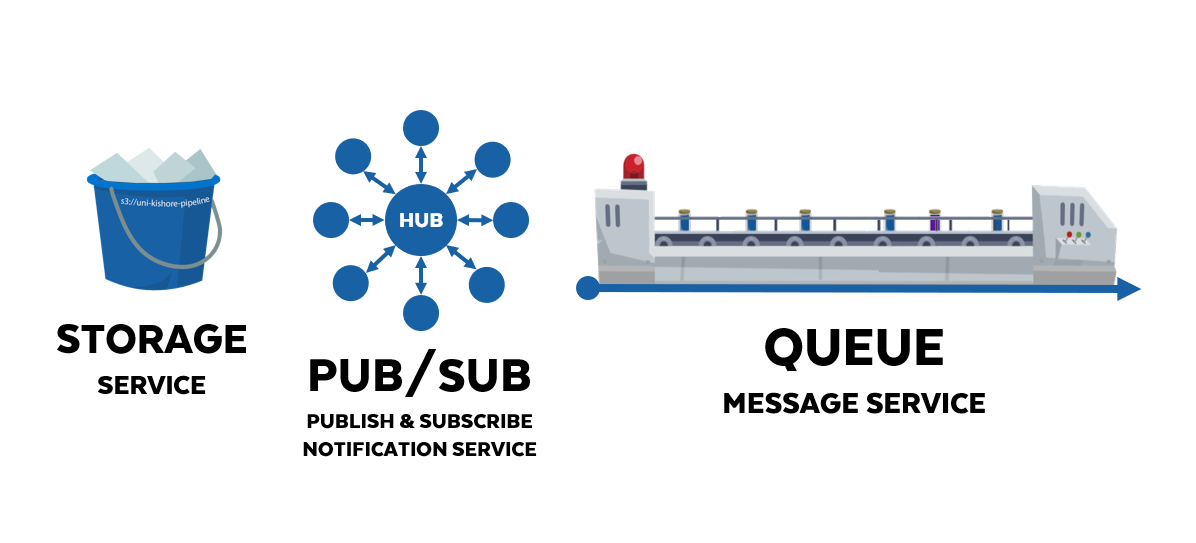 s3://uni-kishore-pipeline
STORAGE
SERVICE
HUB
PUB/SUB
PUBLISH & SUBSCRIBE
NOTIFICATION SERVICE
QUEUE
MESSAGE SERVICE